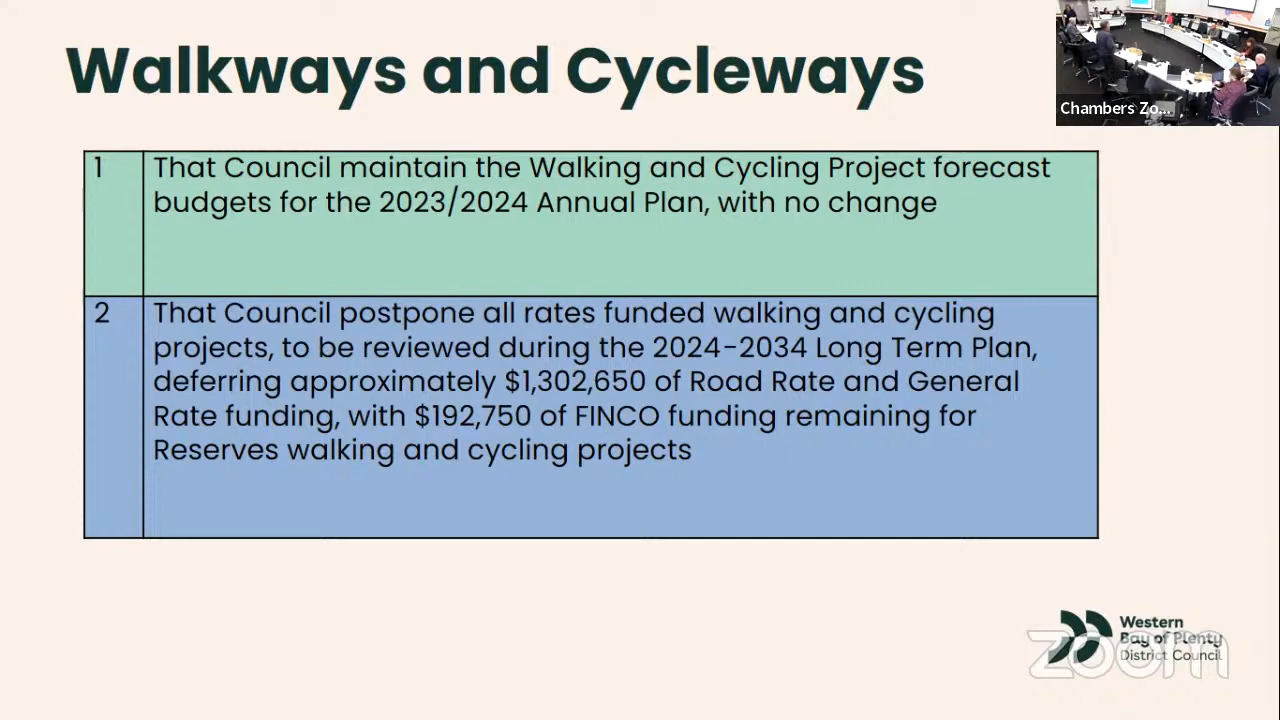 Walkways and Cycleways
Chambers Zo...
1
That Council maintain the Walking and Cycling Project forecast
budgets for the 2023/2024 Annual Plan, with no change
2
That Council postpone all rates funded walking and cycling
projects, to be reviewed during the 2024-2034 Long Term Plan,
deferring approximately $1,302,650 of Road Rate and General
Rate funding, with $192,750 of FINCO funding remaining for
Reserves walking and cycling projects
Western
Bay of Plenty
District Council
zoom